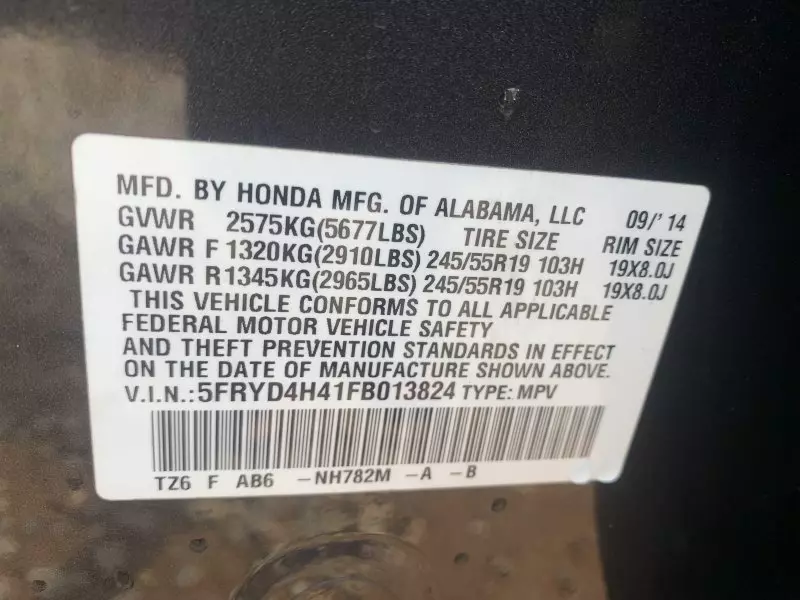 MFD. BY HONDA MFG. OF ALABAMA, LLC 09/'14
GVWR 2575KG(5677LBS) TIRE SIZE RIM SIZE
GAWR F 1320KG(2910LBS) 245/55R19 103H 19X8.0J
GAWR R1345KG(2965LBS) 245/55R19 103H 19X8.0J
THIS VEHICLE CONFORMS TO ALL APPLICABLE
FEDERAL MOTOR VEHICLE SAFETY
AND THEFT PREVENTION STANDARDS IN EFFECT
ON THE DATE OF MANUFACTURE SHOWN ABOVE.
V.I.N.:5FRYD4H41FB013824 TYPE: MPV
TZ6 F AB6 -NH782M -A -B